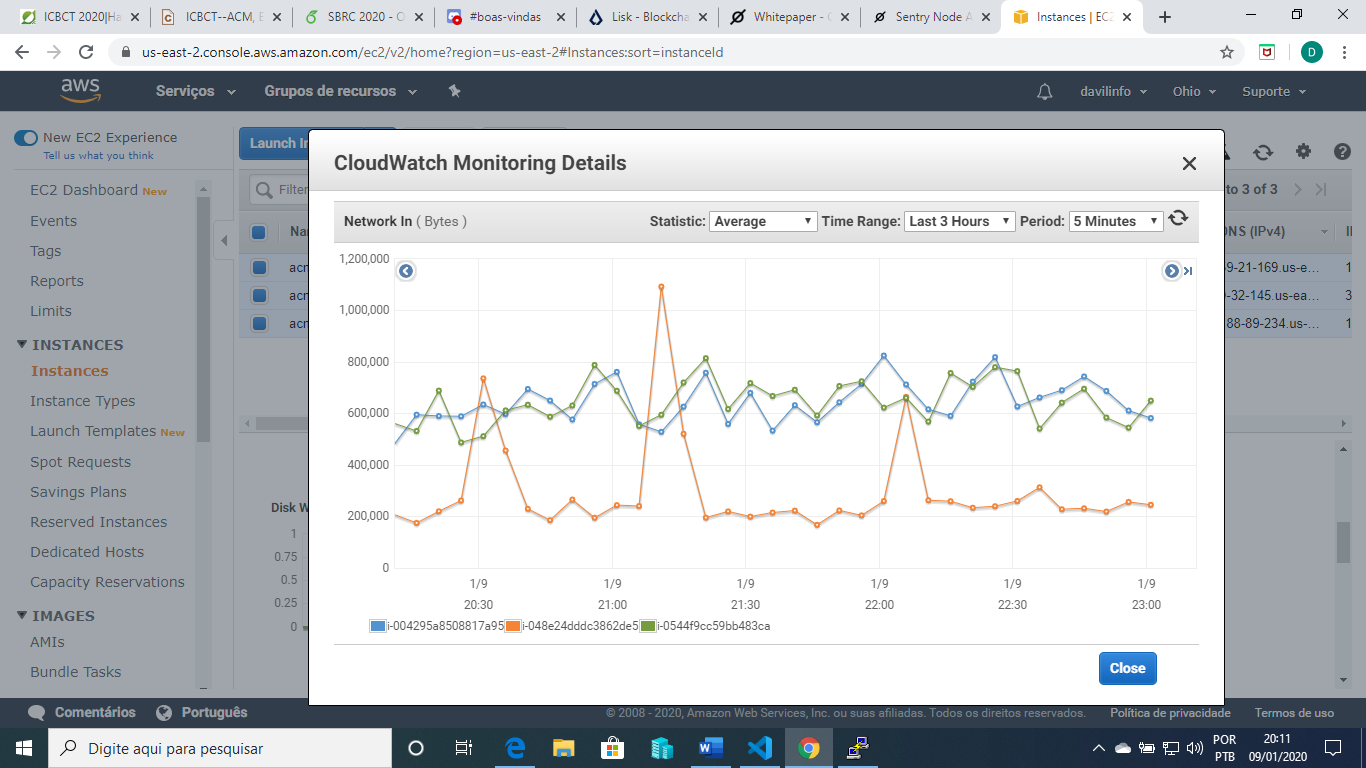 ICBCT 2020|Ha
ICBCT--ACM, E
SBRC 2020 - C
#boas-vindas
Lisk - Blockcha
Whitepaper - C
Sentry Node A
Instances | EC2
us-east-2.console.aws.amazon.com/ec2/v2/home?region=us-east-2#Instances:sort=instanceId
D
aws
Serviços
Grupos de recursos
davilinfo
Ohio
Suporte
New EC2 Experience
Tell us what you think
EC2 Dashboard New
Events
Tags
Reports
Limits
INSTANCES
Instances
Instance Types
Launch Templates New
Spot Requests
Savings Plans
Reserved Instances
Dedicated Hosts
Capacity Reservations
IMAGES
AMIs
Bundle Tasks
Launch In
Filter
to 3 of 3
Na
NS (IPv4)
acn
9-21-169.us-e...
1
acn
-32-145.us-ea...
3
acn
88-89-234.us-...
1
Disk W
1
0.75
0.5
0.25
0
CloudWatch Monitoring Details
Network In ( Bytes )
Statistic: Average
Time Range: Last 3 Hours
Period: 5 Minutes
1,200,000
1,000,000
800,000
600,000
400,000
200,000
0
1/9 1/9 1/9 1/9 1/9 1/9
20:30 21:00 21:30 22:00 22:30 23:00
i-004295a8508817a95
i-048e24dddc3862de5
i-0544f9cc59bb483ca
Close
Comentários
Português
© 2008 - 2020, Amazon Web Services, Inc. ou suas afiliadas. Todos os direitos reservados.
Política de privacidade
Termos de uso
Digite aqui para pesquisar
POR
PTB
20:11
09/01/2020